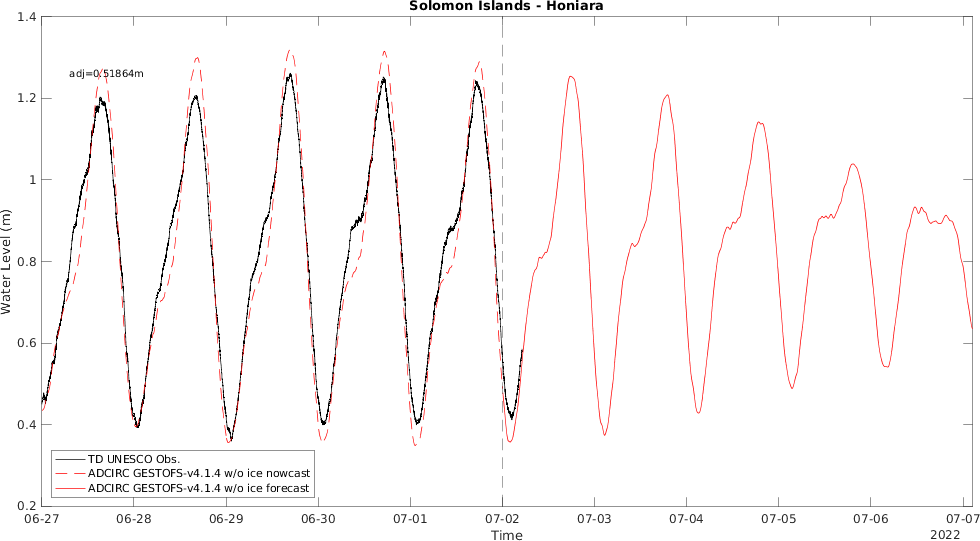 Solomon Islands - Honiara
1.4
adj=0.51864m
1.2
1
0.8
0.6
0.4
0.2
Water Level (m)
TD UNESCO Obs.
ADCIRC GESTOFS-v4.1.4 w/o ice nowcast
ADCIRC GESTOFS-v4.1.4 w/o ice forecast
06-27 06-28 06-29 06-30 07-01 07-02 07-03 07-04 07-05 07-06 07-07
Time
2022